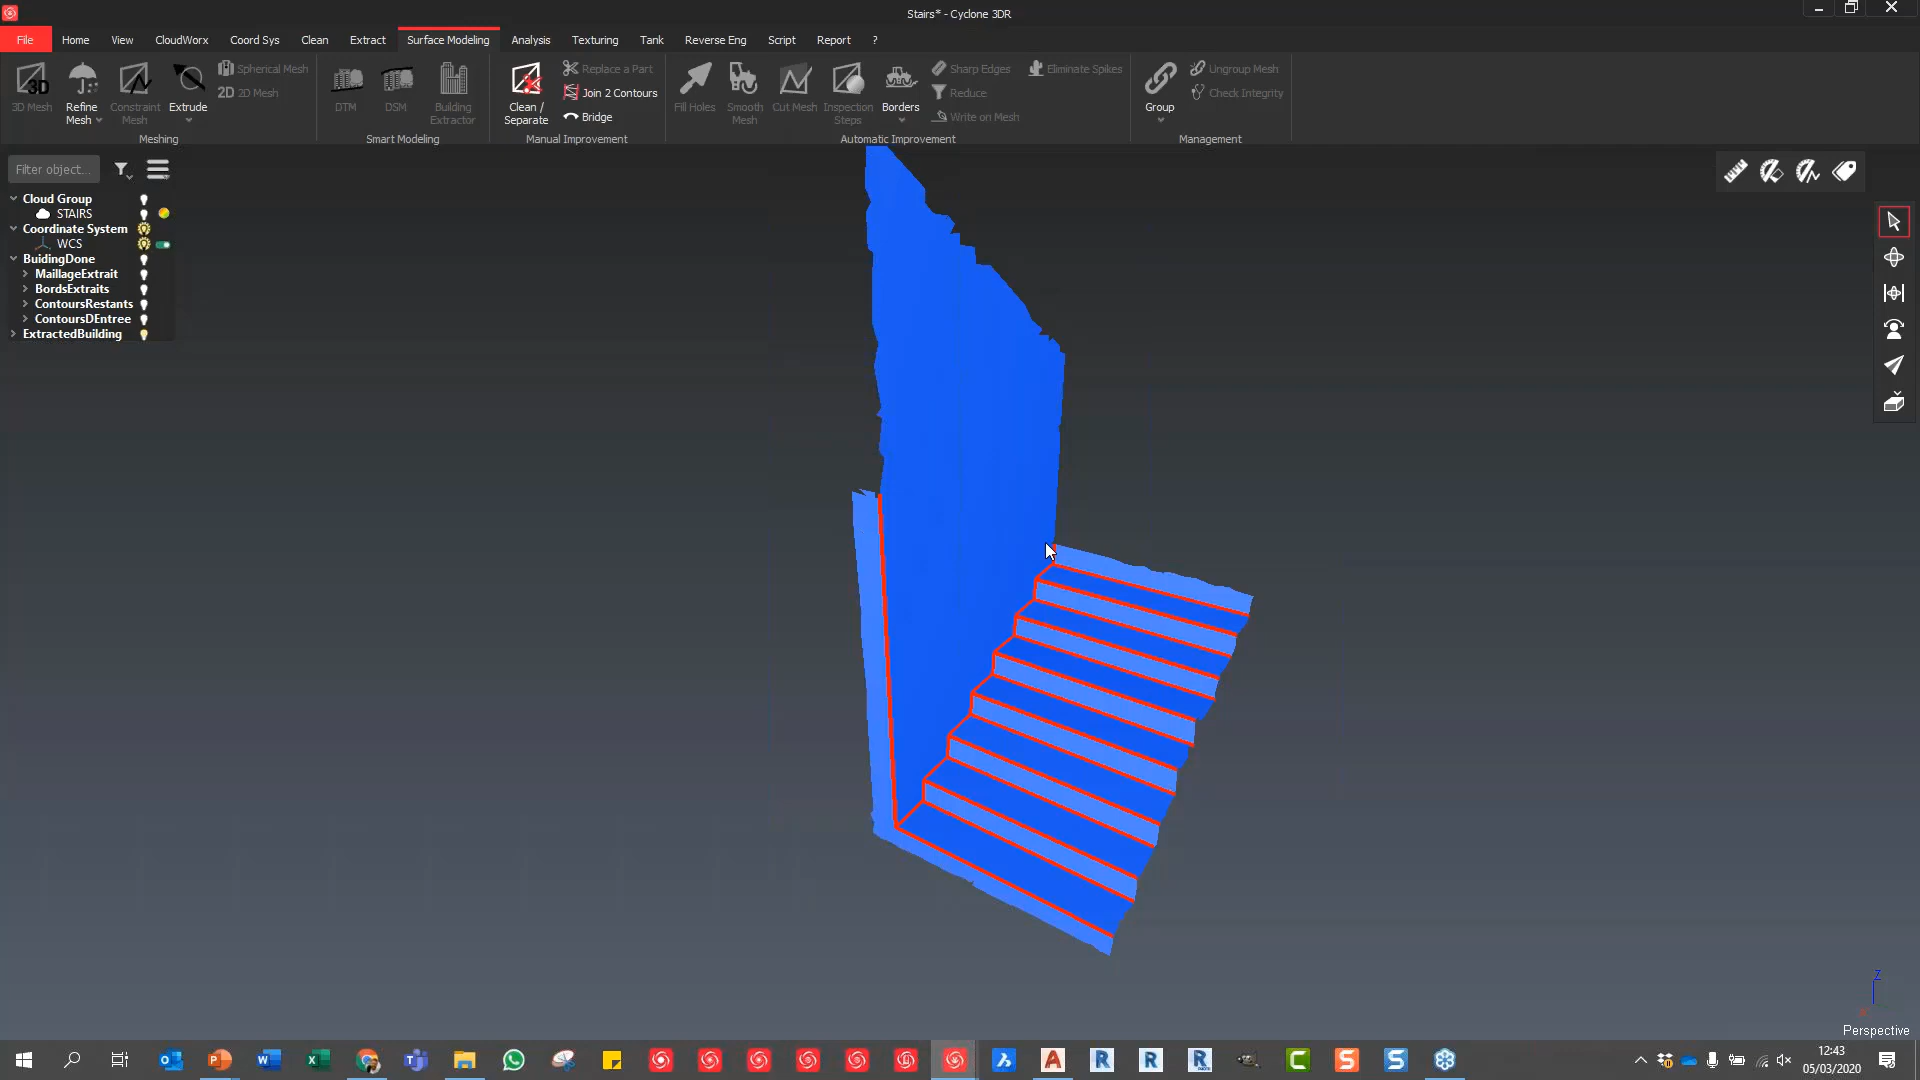 Stairs* - Cyclone 3DR
File Home View CloudWorx Coord Sys Clean Extract Surface Modeling Analysis Texturing Tank Reverse Eng Script Report ?
3D Mesh
Refine Mesh
Constraint Mesh
Extrude
Spherical Mesh
2D 2D Mesh
Meshing
DTM
DSM
Building Extractor
Smart Modeling
Clean / Separate
Replace a Part
Join 2 Contours
Bridge
Manual Improvement
Fill Holes
Smooth Mesh
Cut Mesh
Inspection Steps
Borders
Sharp Edges
Reduce
Write on Mesh
Eliminate Spikes
Automatic Improvement
Group
Ungroup Mesh
Check Integrity
Management
Filter object...
Cloud Group
STAIRS
Coordinate System
WCS
BuidingDone
MaillageExtrait
BordsExtraits
ContoursRestants
ContoursDEntree
ExtractedBuilding
Z
Perspective
12:43
05/03/2020